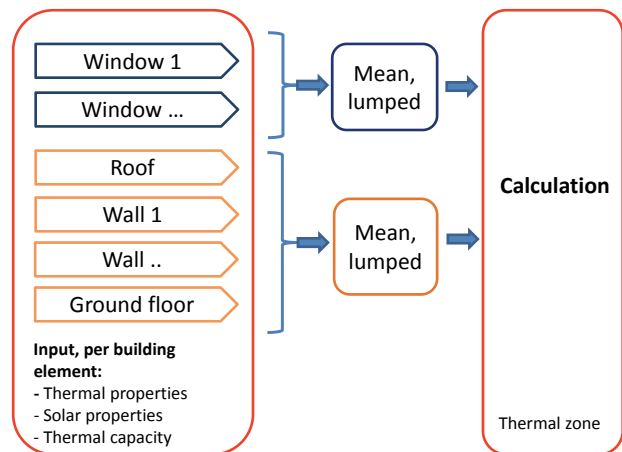 Window 1
Window …
Roof
Wall 1
Wall ..
Ground floor
Input, per building
element:
- Thermal properties
- Solar properties
- Thermal capacity
Mean,
lumped
Mean,
lumped
Calculation
Thermal zone